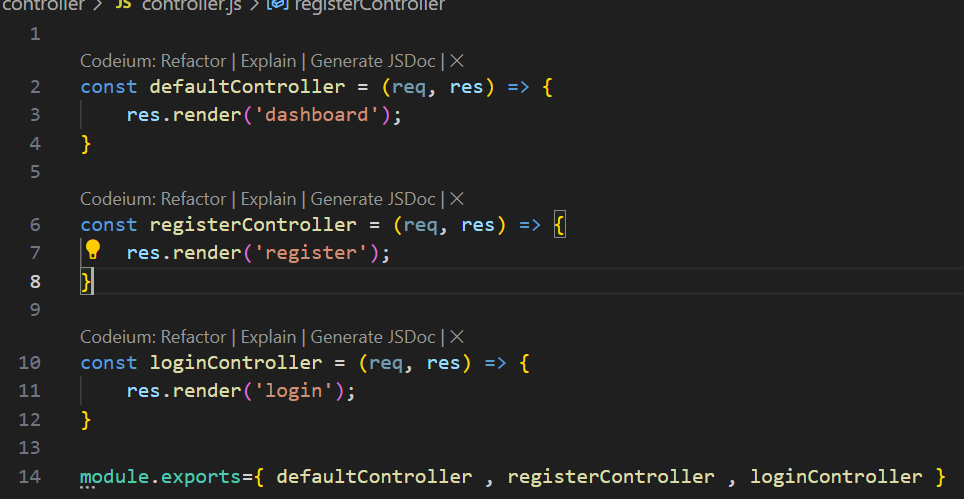 controller > JS controller.js > registerController
1
Codeium: Refactor | Explain | Generate JSDoc | ×
2 const defaultController = (req, res) => {
3     res.render('dashboard');
4 }
5
Codeium: Refactor | Explain | Generate JSDoc | ×
6 const registerController = (req, res) => {
7     res.render('register');
8 }
9
Codeium: Refactor | Explain | Generate JSDoc | ×
10 const loginController = (req, res) => {
11     res.render('login');
12 }
13
14 module.exports={ defaultController , registerController , loginController }